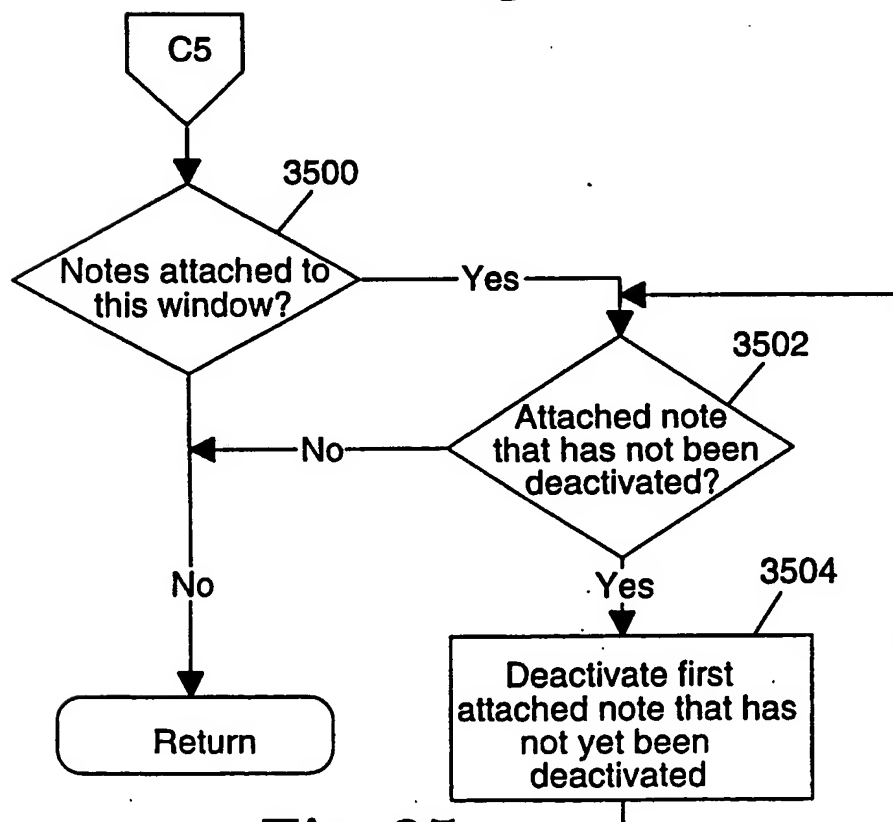 C5
3500
Notes attached to
this window?
Yes
3502
Attached note
that has not been
deactivated?
No
No
Yes
3504
Deactivate first
attached note that has
not yet been
deactivated
Return